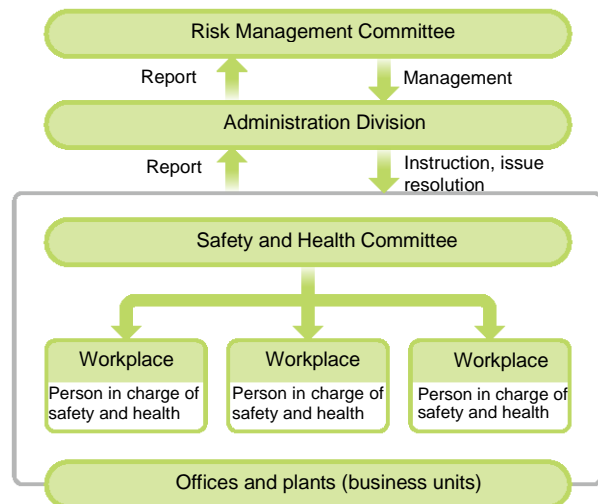 Risk Management Committee
Report
Management
Administration Division
Report
Instruction, issue
resolution
Safety and Health Committee
Workplace
Person in charge of
safety and health
Workplace
Person in charge of
safety and health
Workplace
Person in charge of
safety and health
Offices and plants (business units)